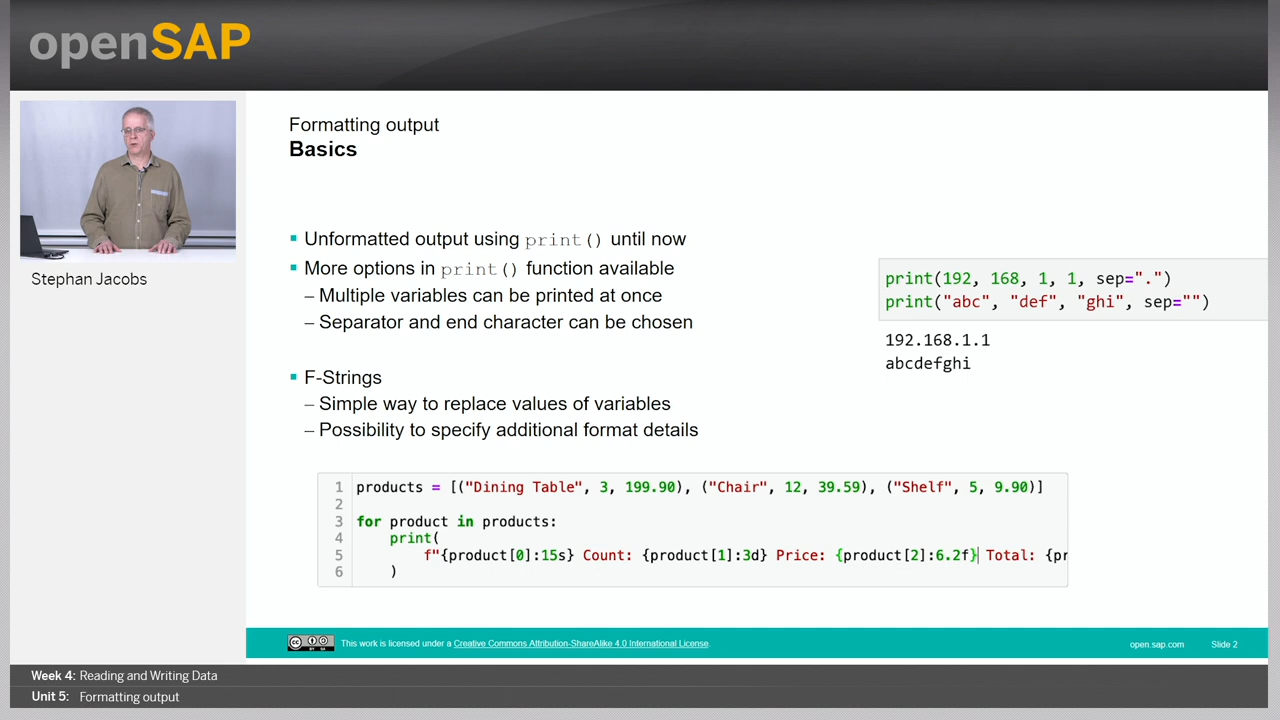 openSAP
Stephan Jacobs
Formatting output
Basics
Unformatted output using print() until now
More options in print() function available
– Multiple variables can be printed at once
– Separator and end character can be chosen
F-Strings
– Simple way to replace values of variables
– Possibility to specify additional format details
print(192, 168, 1, 1, sep=".")
print("abc", "def", "ghi", sep="")
192.168.1.1
abcdefghi
1 products = [("Dining Table", 3, 199.90), ("Chair", 12, 39.59), ("Shelf", 5, 9.90)]
2
3 for product in products:
4 print(
5 f"{product[0]:15s} Count: {product[1]:3d} Price: {product[2]:6.2f} Total: {pr
6 )
cc BY SA This work is licensed under a Creative Commons Attribution-ShareAlike 4.0 International License.
open.sap.com Slide 2
Week 4: Reading and Writing Data
Unit 5: Formatting output